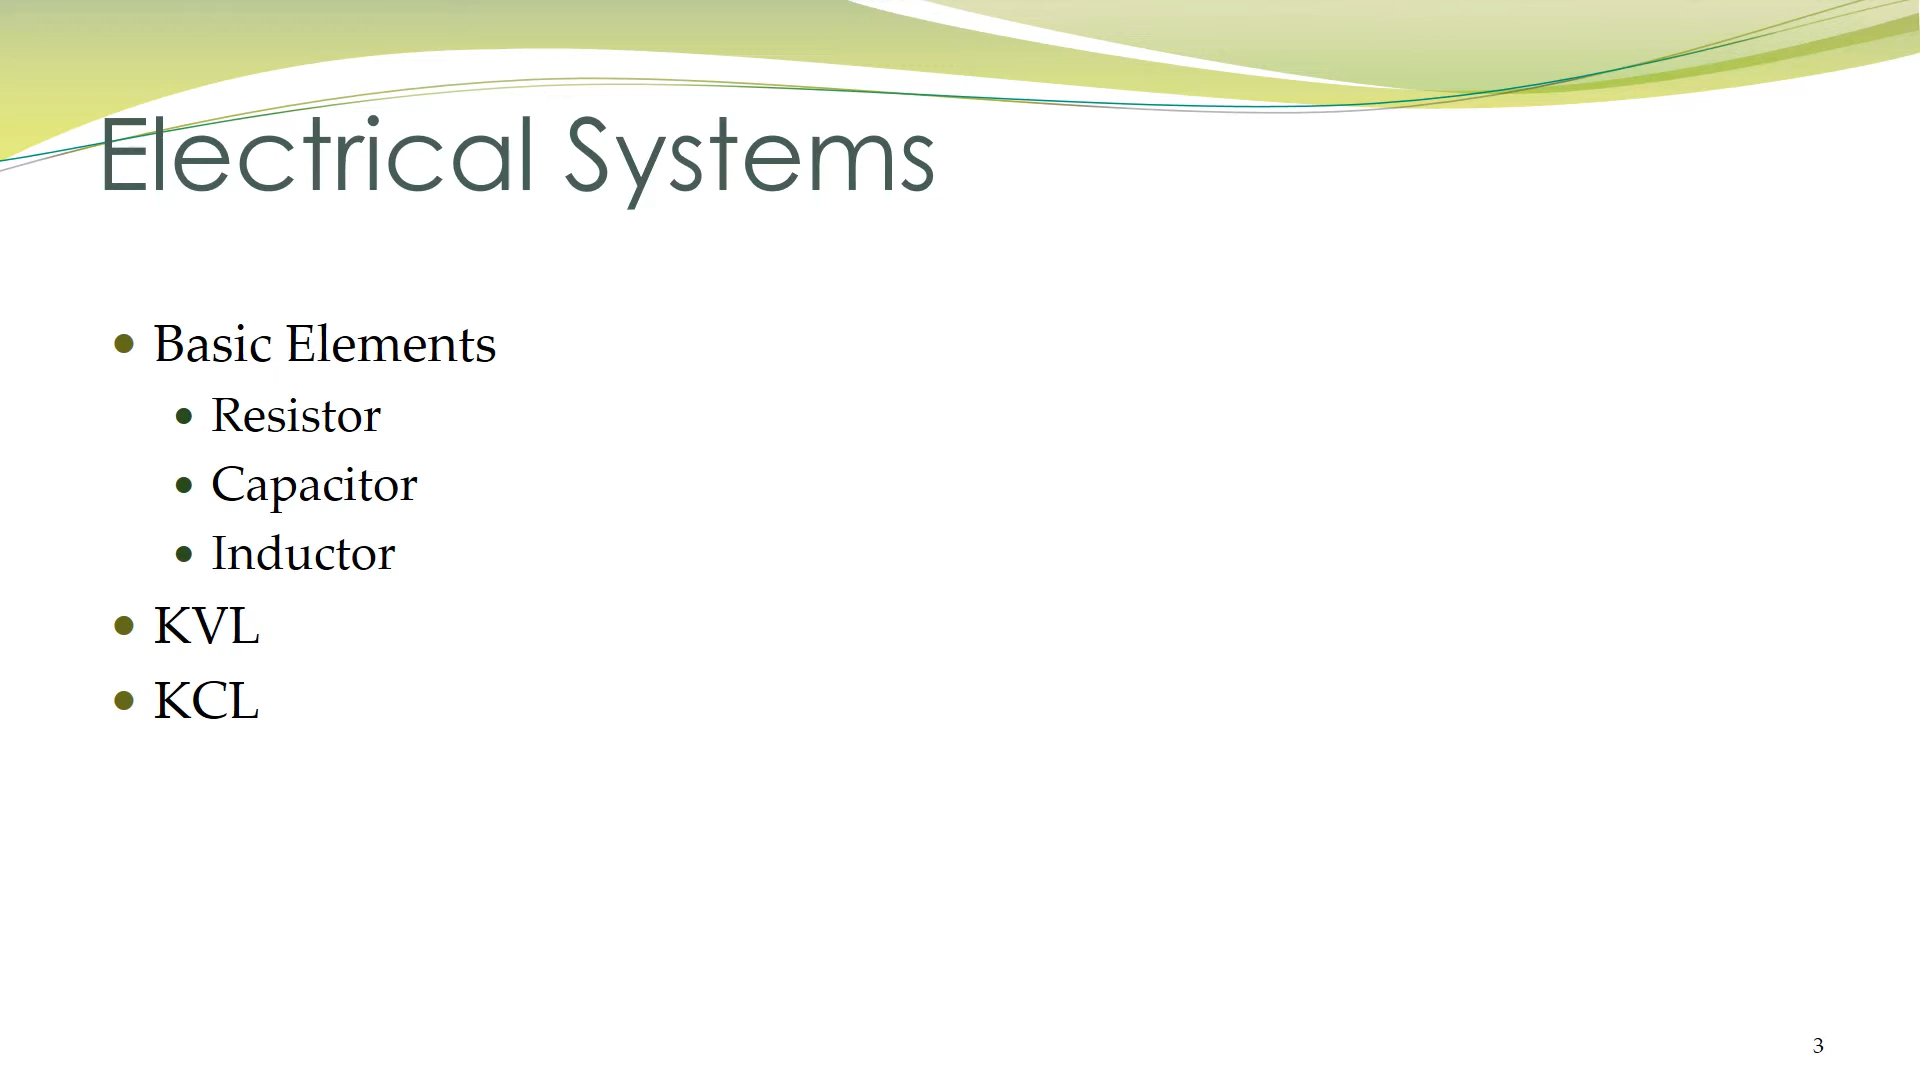 Electrical Systems
• Basic Elements
• Resistor
• Capacitor
• Inductor
• KVL
• KCL
3